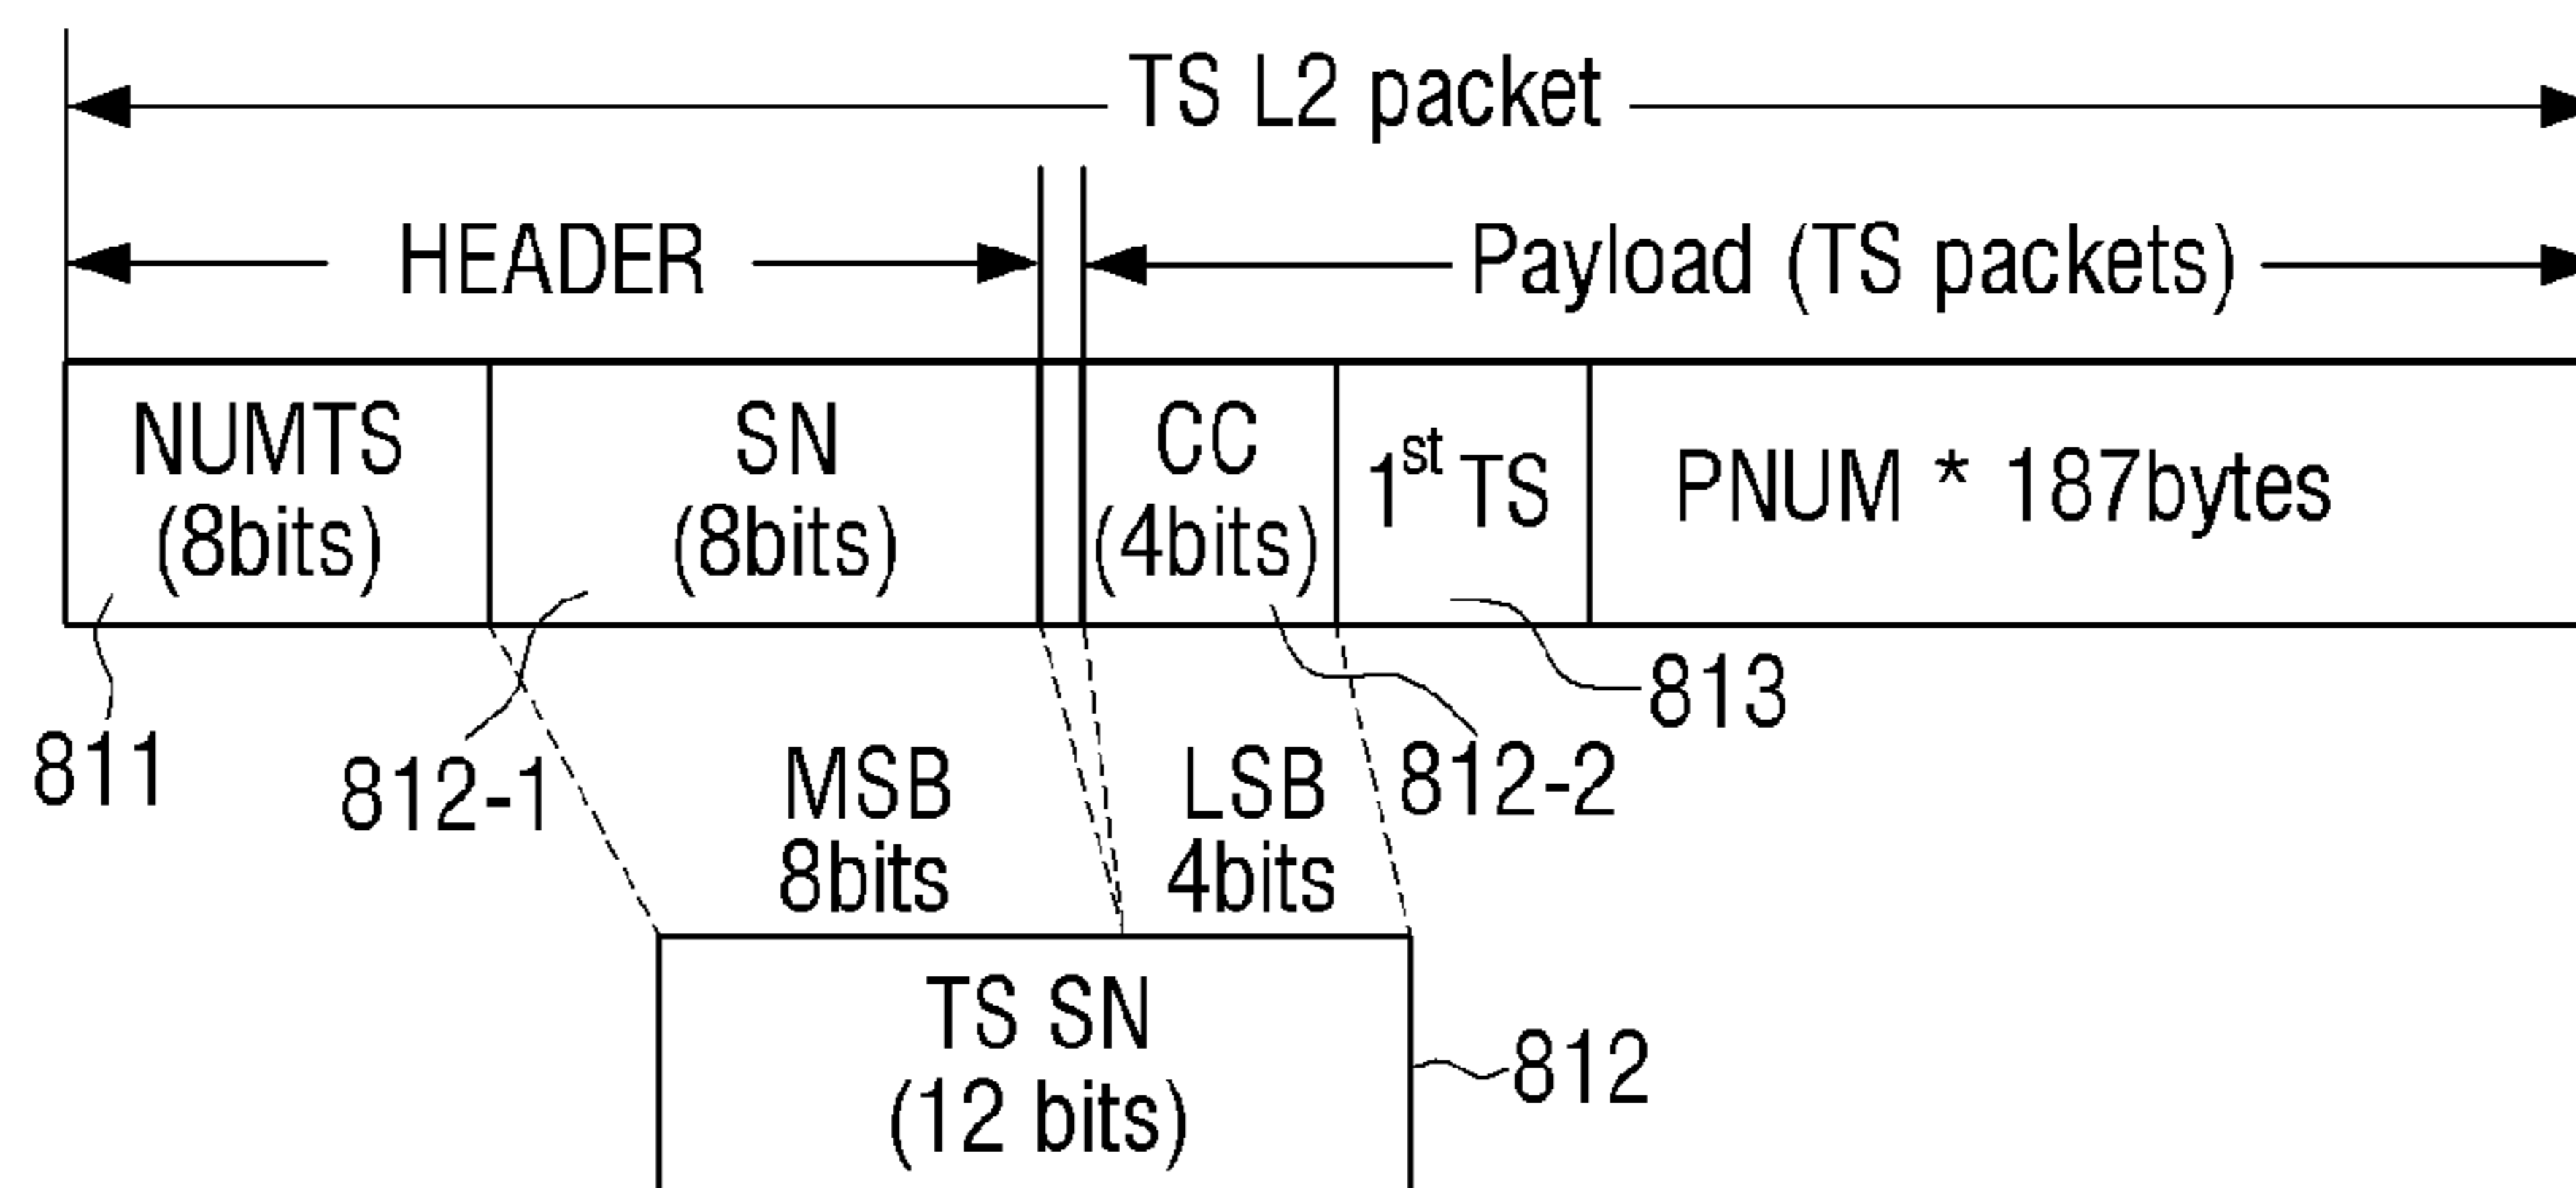 TS L2 packet
HEADER
Payload (TS packets)
NUMTS
(8bits)
SN
(8bits)
CC
(4bits)
1st TS
PNUM * 187bytes
811
812-1
MSB
8bits
LSB
4bits
812-2
813
TS SN
(12 bits)
812